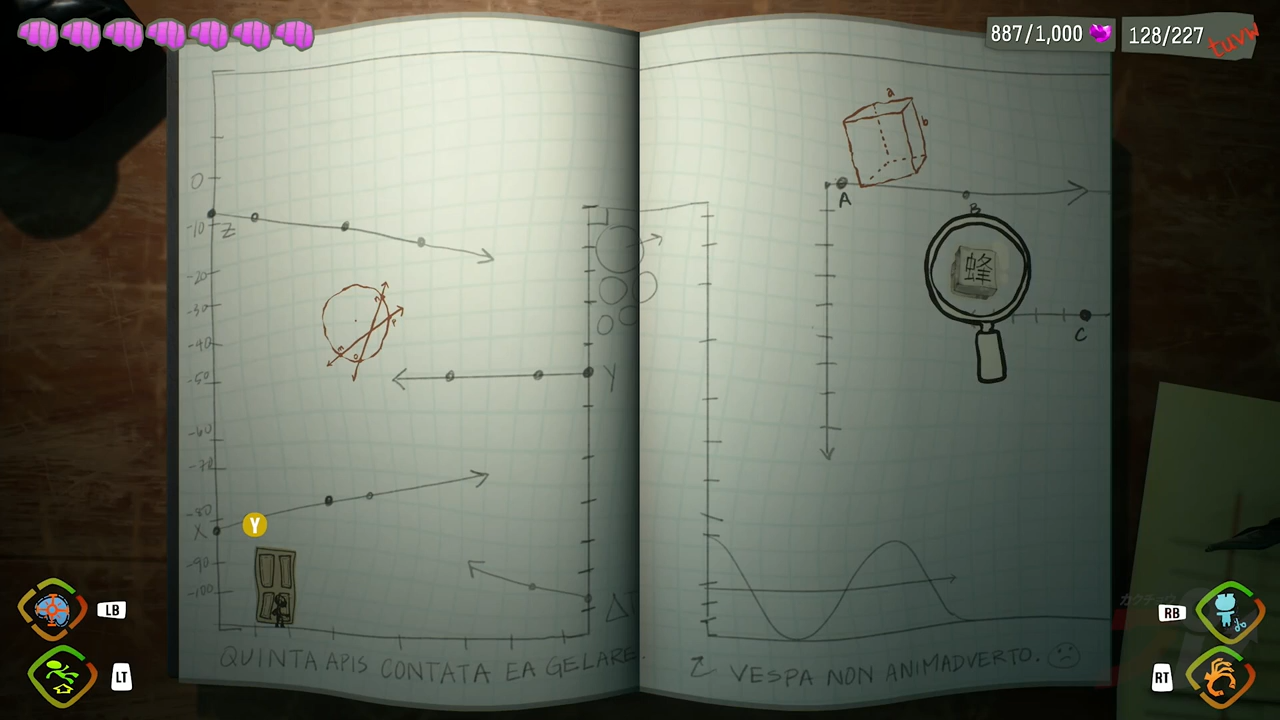 887/1,000
128/227
tuvw
a
b
0
A
B
-10
Z
-20
蜂
-30
C
-40
-50
Y
-60
-70
-80
X
Y
-90
-100
LB
RB
LT
RT
QUINTA APIS CONTATA EA GELARE.
Z VESPA NON ANIMADVERTO.